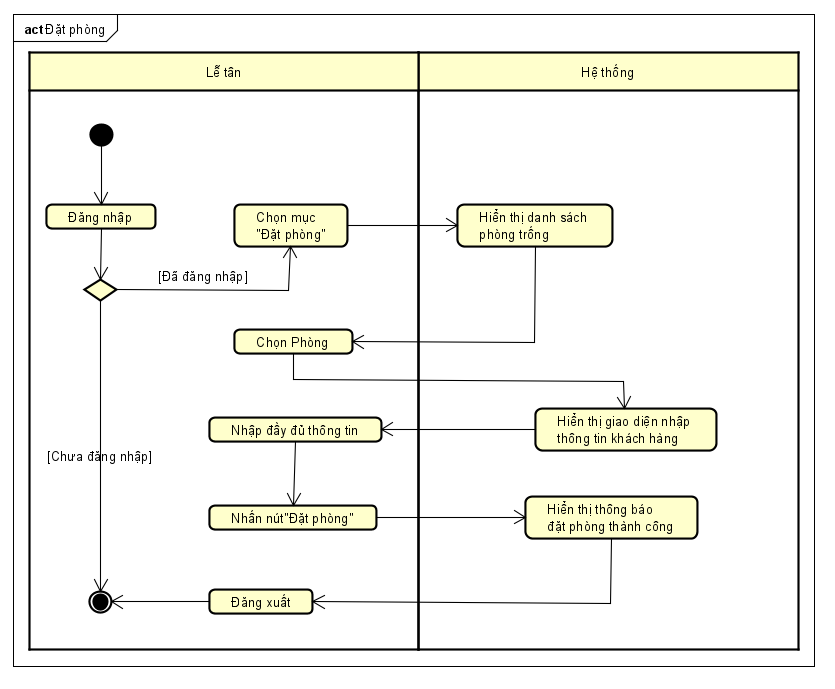 act Đặt phòng
Lễ tân
Hệ thống
Đăng nhập
Chọn mục
"Đặt phòng"
Hiển thị danh sách
phòng trống
[Đã đăng nhập]
Chọn Phòng
Hiển thị giao diện nhập
thông tin khách hàng
Nhập đầy đủ thông tin
[Chưa đăng nhập]
Nhấn nút"Đặt phòng"
Hiển thị thông báo
đặt phòng thành công
Đăng xuất